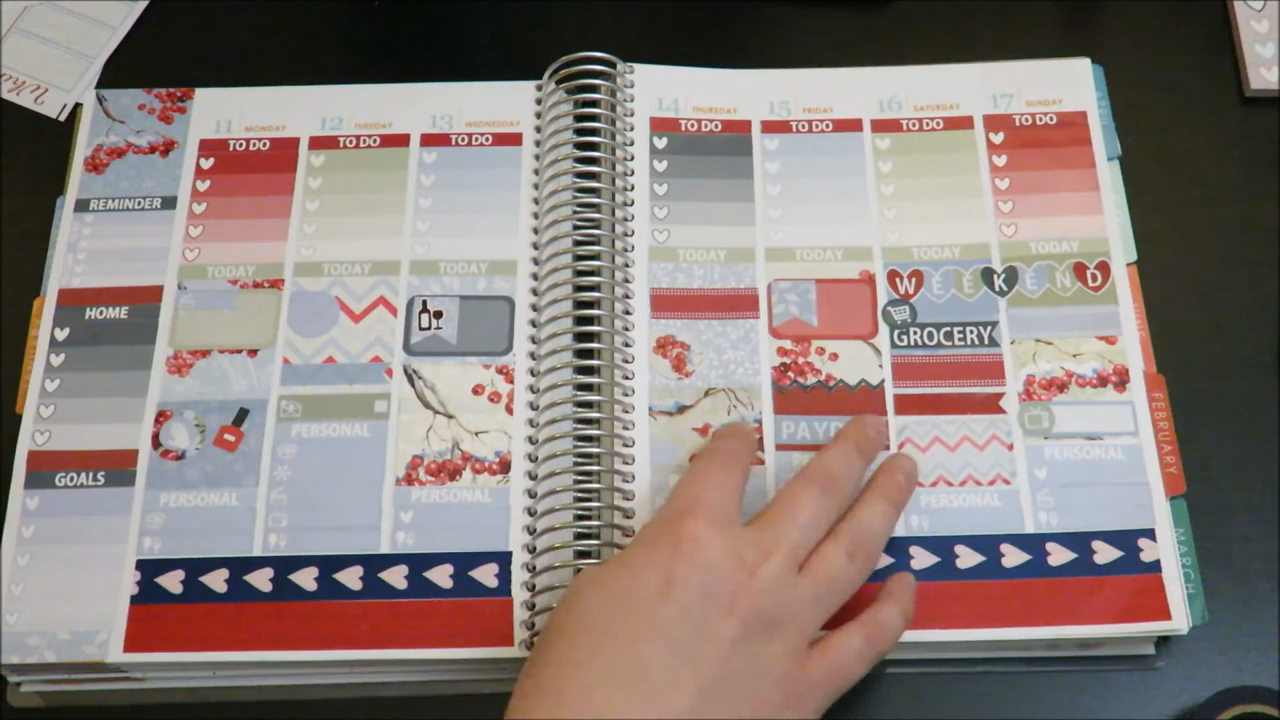 Who
11 MONDAY
12 TUESDAY
13 WEDNESDAY
14 THURSDAY
15 FRIDAY
16 SATURDAY
17 SUNDAY
TO DO
TO DO
TO DO
TO DO
TO DO
TO DO
TO DO
REMINDER
TODAY
TODAY
TODAY
TODAY
TODAY
TODAY
TODAY
WEEKEND
HOME
GROCERY
GOALS
PERSONAL
PERSONAL
PERSONAL
PERSONAL
PERSONAL
FEBRUARY
MARCH